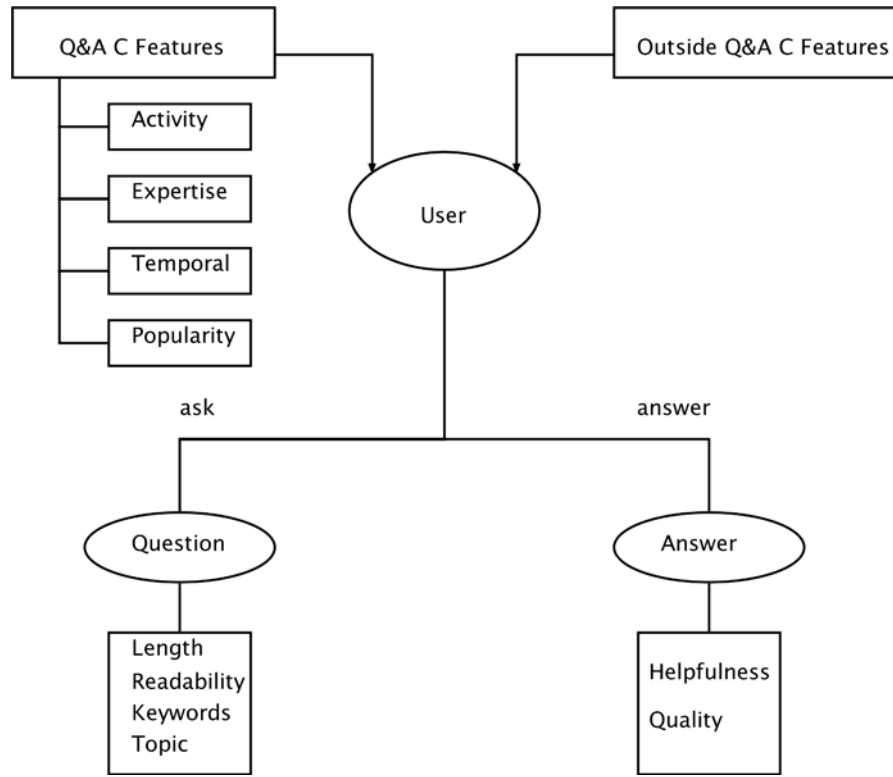 Q&A C Features
Outside Q&A C Features
Activity
Expertise
Temporal
Popularity
User
ask
answer
Question
Answer
Length
Readability
Keywords
Topic
Helpfulness
Quality